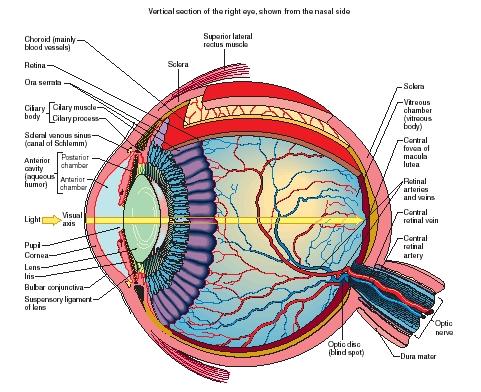 Vertical section of the right eye, shown from the nasal side
Choroid (mainly
blood vessels)
Retina
Ora serrata
Ciliary
body
Ciliary muscle
Ciliary process
Scleral venous sinus
(canal of Schlemm)
Anterior
cavity
(aqueous
humor)
Posterior
chamber
Anterior
chamber
Light
Visual
axis
Pupil
Cornea
Lens
Iris
Bulbar conjunctiva
Suspensory ligament
of lens
Superior lateral
rectus muscle
Sclera
Sclera
Vitreous
chamber
(vitreous
body)
Central
fovea of
macula
lutea
Retinal
arteries
and veins
Central
retinal vein
Central
retinal
artery
Optic
nerve
Dura mater
Optic disc
(blind spot)